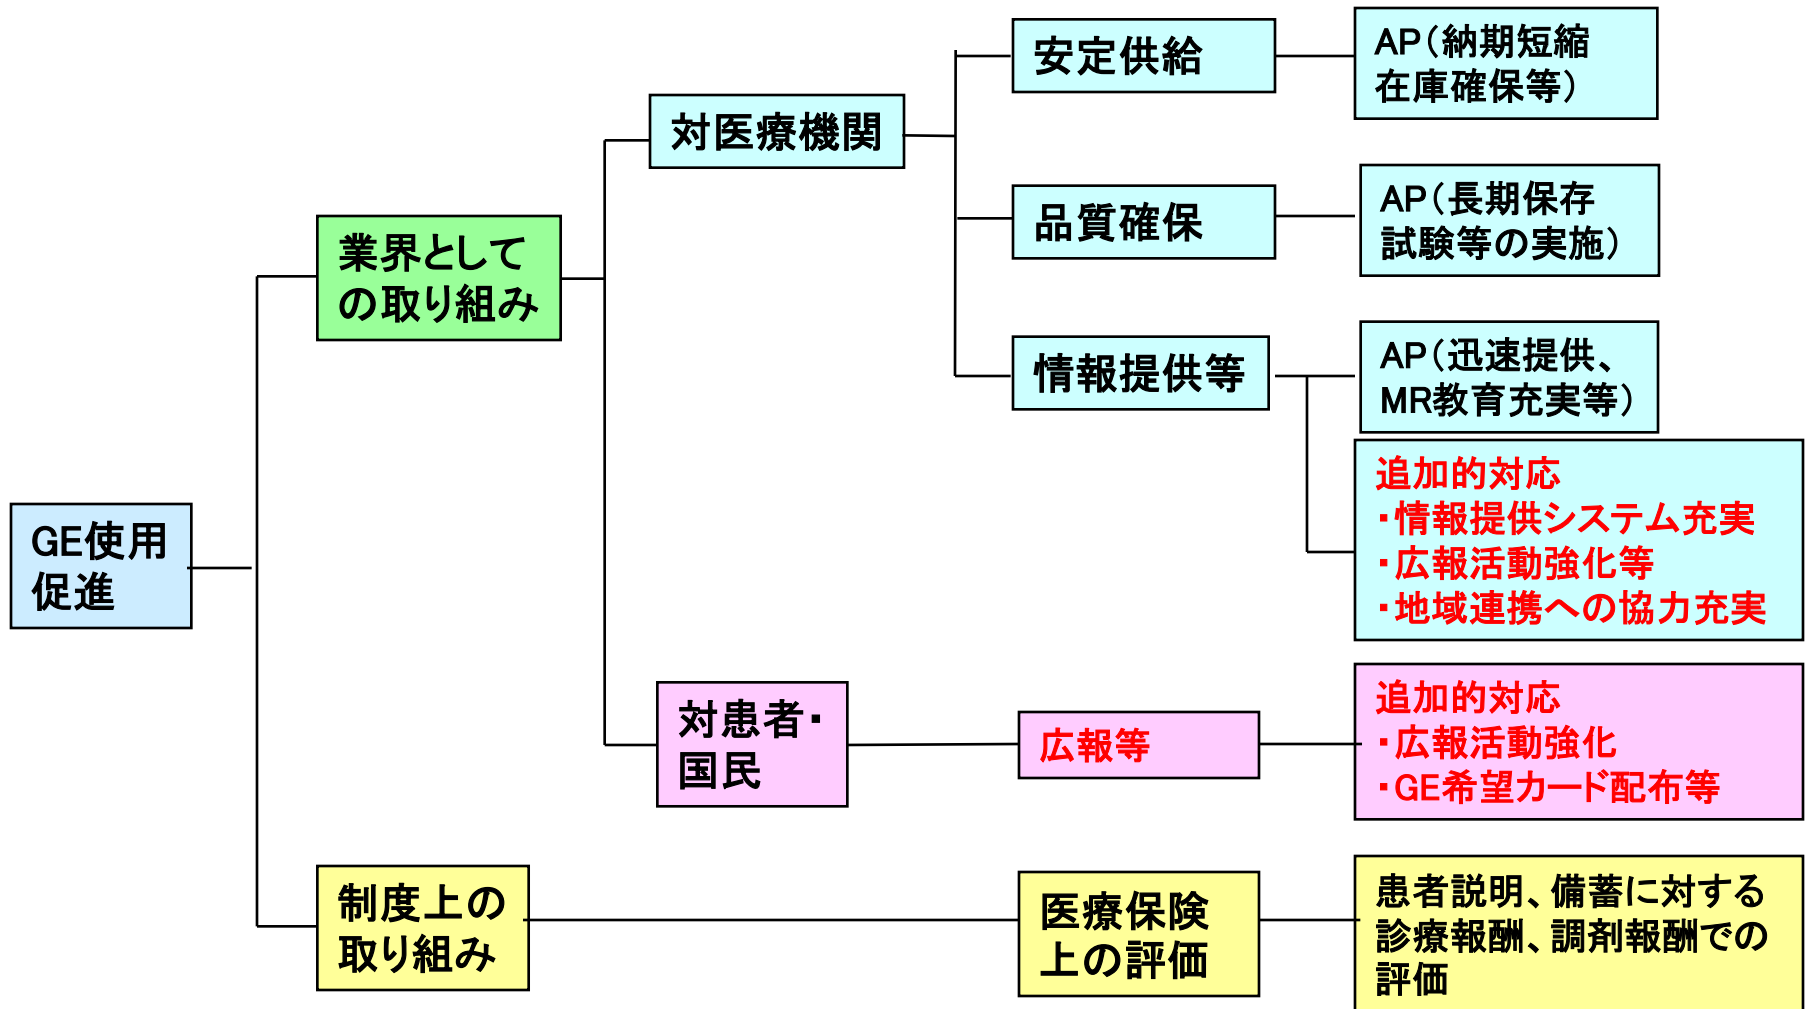 GE使用
促進
業界として
の取り組み
対医療機関
安定供給
AP（納期短縮
在庫確保等）
品質確保
AP（長期保存
試験等の実施）
情報提供等
AP（迅速提供、
MR教育充実等）
追加的対応
・情報提供システム充実
・広報活動強化等
・地域連携への協力充実
対患者・
国民
広報等
追加的対応
・広報活動強化
・GE希望カード配布等
制度上の
取り組み
医療保険
上の評価
患者説明、備蓄に対する
診療報酬、調剤報酬での
評価